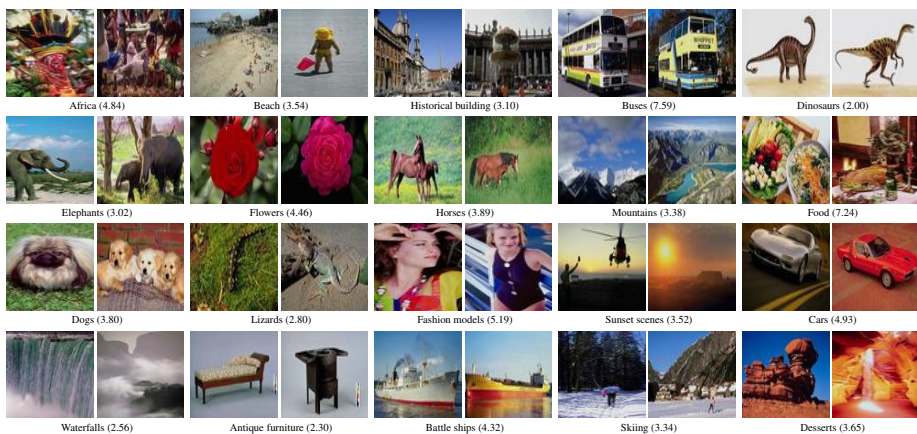 Africa (4.84)
Beach (3.54)
Historical building (3.10)
Buses (7.59)
Dinosaurs (2.00)
Elephants (3.02)
Flowers (4.46)
Horses (3.89)
Mountains (3.38)
Food (7.24)
Dogs (3.80)
Lizards (2.80)
Fashion models (5.19)
Sunset scenes (3.52)
Cars (4.93)
Waterfalls (2.56)
Antique furniture (2.30)
Battle ships (4.32)
Skiing (3.34)
Deserts (3.65)